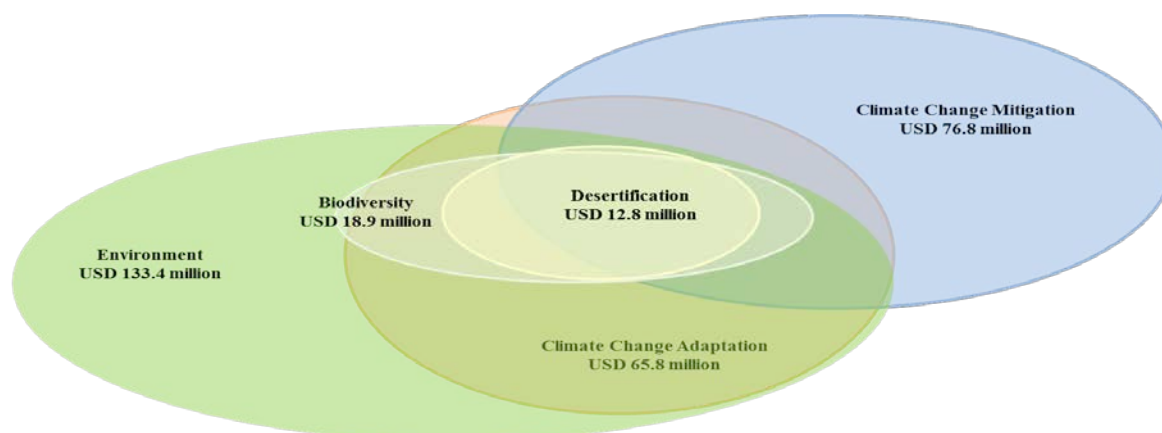 Climate Change Mitigation
USD 76.8 million
Desertification
USD 12.8 million
Biodiversity
USD 18.9 million
Environment
USD 133.4 million
Climate Change Adaptation
USD 65.8 million